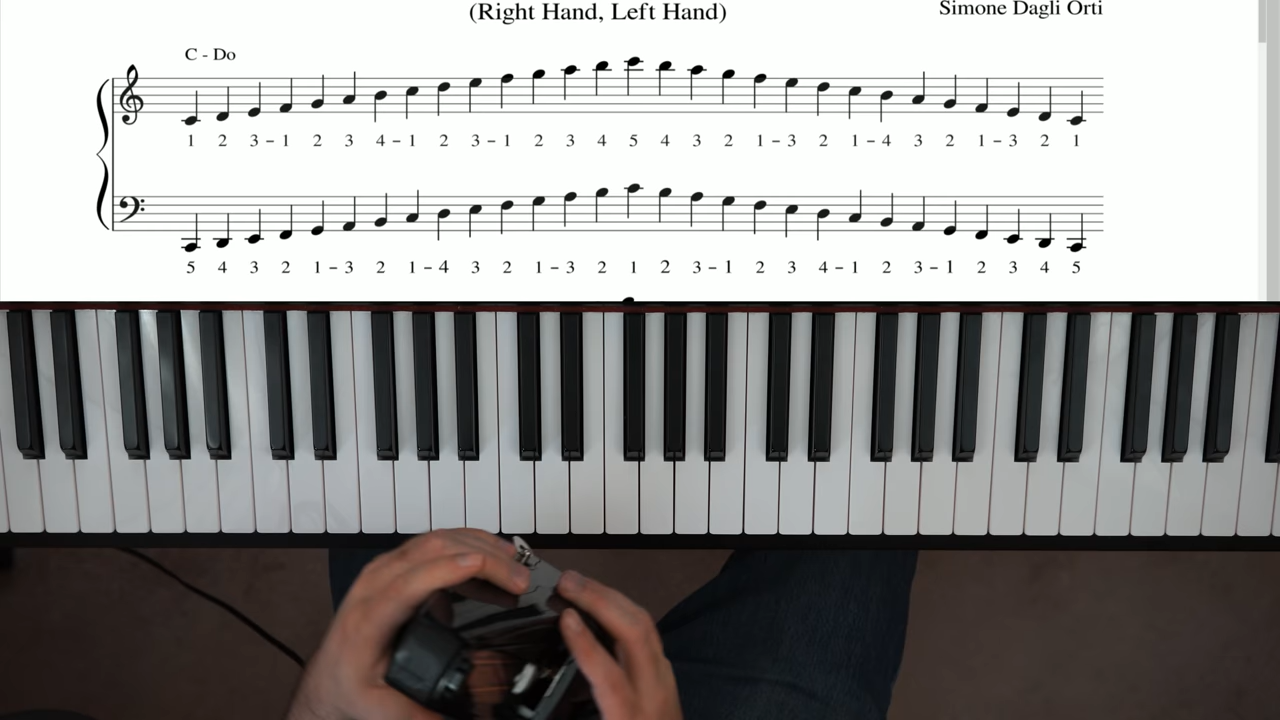 (Right Hand, Left Hand)
Simone Dagli Orti
C - Do
1 2 3 – 1 2 3 4 – 1 2 3 – 1 2 3 4 5 4 3 2 1 – 3 2 1 – 4 3 2 1 – 3 2 1
5 4 3 2 1 – 3 2 1 – 4 3 2 1 – 3 2 1 2 3 – 1 2 3 4 – 1 2 3 – 1 2 3 4 5